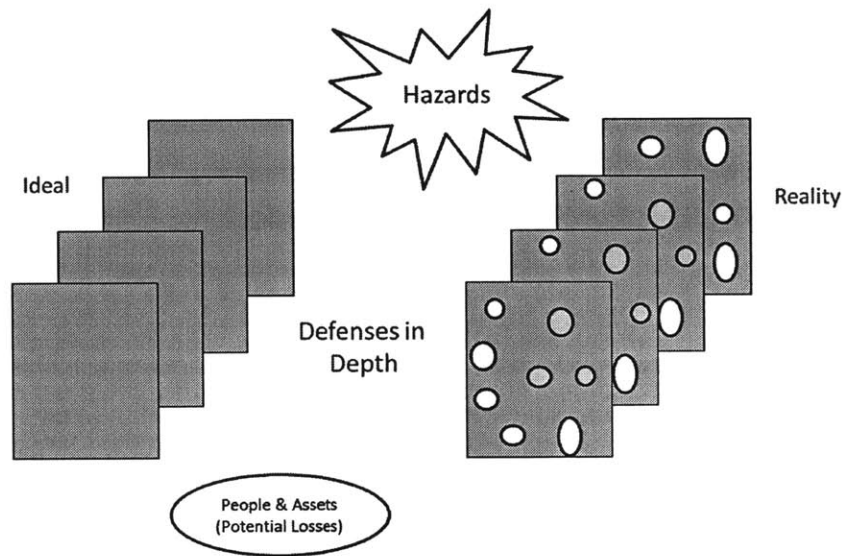 Hazards
Ideal
Reality
Defenses in
Depth
People & Assets
(Potential Losses)